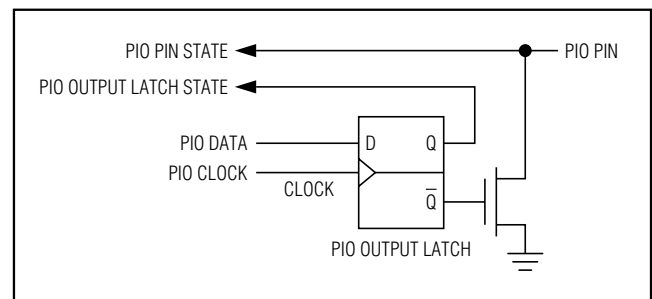 PIO PIN STATE
PIO PIN
PIO OUTPUT LATCH STATE
PIO DATA
D
Q
PIO CLOCK
CLOCK
Q̅
PIO OUTPUT LATCH